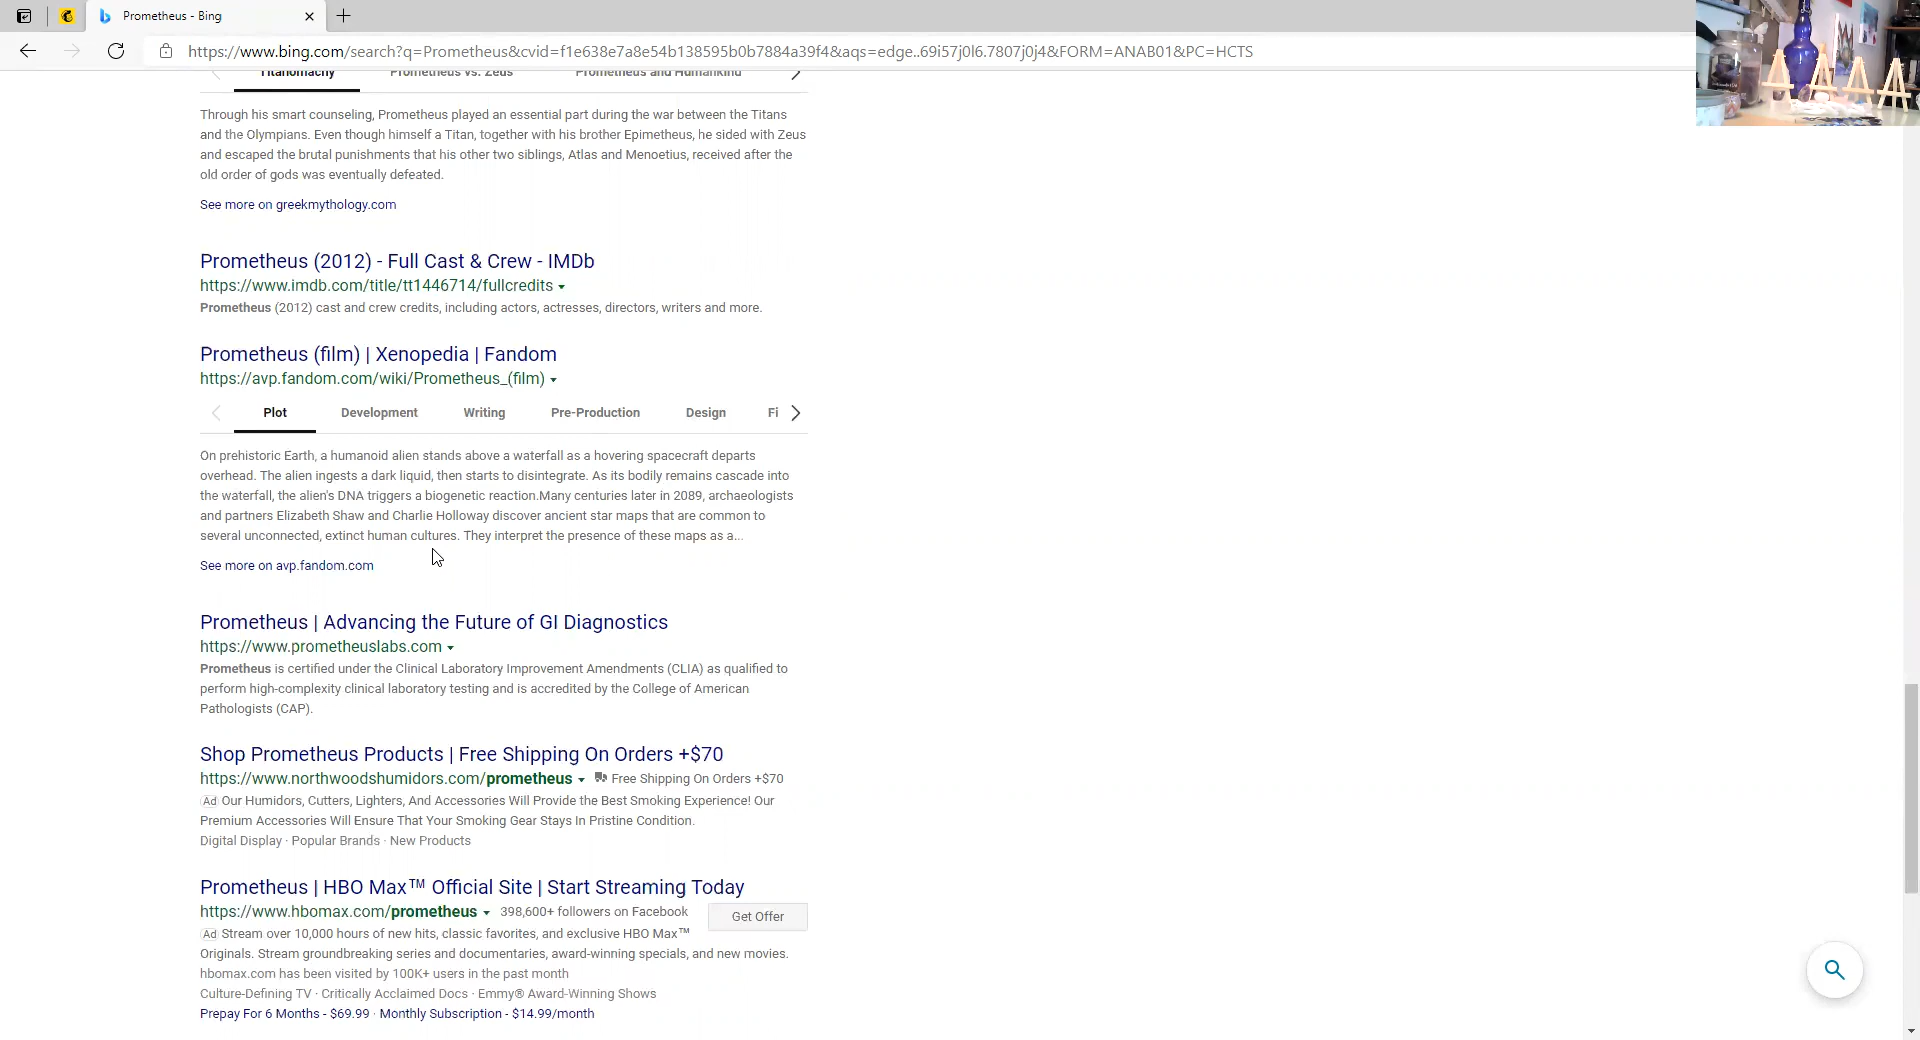 Prometheus - Bing
https://www.bing.com/search?q=Prometheus&cvid=f1e638e7a8e54b138595b0b7884a39f4&aqs=edge..69i57j0l6.7807j0j4&FORM=ANAB01&PC=HCTS
Titanomachy Prometheus vs. Zeus Prometheus and Humankind
Through his smart counseling, Prometheus played an essential part during the war between the Titans
and the Olympians. Even though himself a Titan, together with his brother Epimetheus, he sided with Zeus
and escaped the brutal punishments that his other two siblings, Atlas and Menoetius, received after the
old order of gods was eventually defeated.
See more on greekmythology.com
Prometheus (2012) - Full Cast & Crew - IMDb
https://www.imdb.com/title/tt1446714/fullcredits
Prometheus (2012) cast and crew credits, including actors, actresses, directors, writers and more.
Prometheus (film) | Xenopedia | Fandom
https://avp.fandom.com/wiki/Prometheus_(film)
Plot Development Writing Pre-Production Design Fi
On prehistoric Earth, a humanoid alien stands above a waterfall as a hovering spacecraft departs
overhead. The alien ingests a dark liquid, then starts to disintegrate. As its bodily remains cascade into
the waterfall, the alien's DNA triggers a biogenetic reaction.Many centuries later in 2089, archaeologists
and partners Elizabeth Shaw and Charlie Holloway discover ancient star maps that are common to
several unconnected, extinct human cultures. They interpret the presence of these maps as a...
See more on avp.fandom.com
Prometheus | Advancing the Future of GI Diagnostics
https://www.prometheuslabs.com
Prometheus is certified under the Clinical Laboratory Improvement Amendments (CLIA) as qualified to
perform high-complexity clinical laboratory testing and is accredited by the College of American
Pathologists (CAP).
Shop Prometheus Products | Free Shipping On Orders +$70
https://www.northwoodshumidors.com/prometheus Free Shipping On Orders +$70
Ad Our Humidors, Cutters, Lighters, And Accessories Will Provide the Best Smoking Experience! Our
Premium Accessories Will Ensure That Your Smoking Gear Stays In Pristine Condition.
Digital Display · Popular Brands · New Products
Prometheus | HBO Max™ Official Site | Start Streaming Today
https://www.hbomax.com/prometheus 398,600+ followers on Facebook
Get Offer
Ad Stream over 10,000 hours of new hits, classic favorites, and exclusive HBO Max™
Originals. Stream groundbreaking series and documentaries, award-winning specials, and new movies.
hbomax.com has been visited by 100K+ users in the past month
Culture-Defining TV · Critically Acclaimed Docs · Emmy® Award-Winning Shows
Prepay For 6 Months - $69.99 · Monthly Subscription - $14.99/month